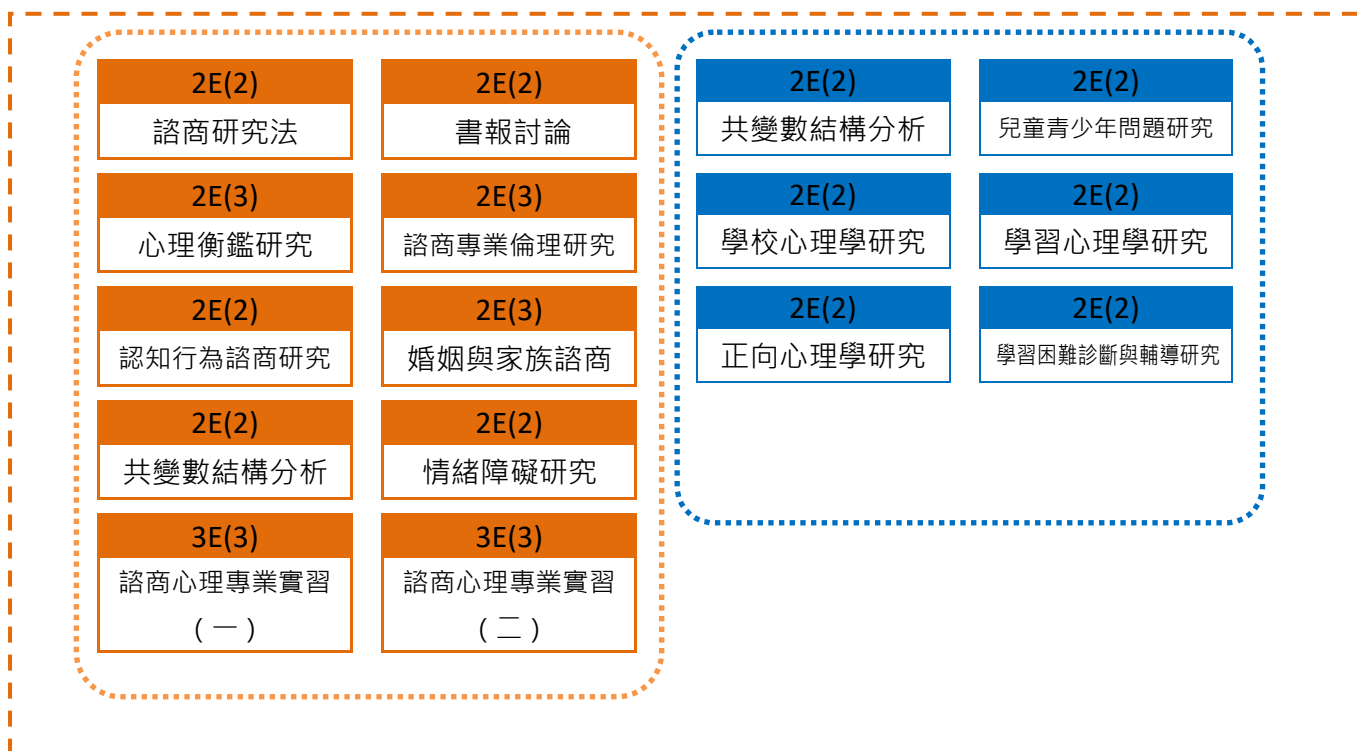 2E(2)
諮商研究法
2E(2)
書報討論
2E(3)
心理衡鑑研究
2E(3)
諮商專業倫理研究
2E(2)
認知行為諮商研究
2E(3)
婚姻與家族諮商
2E(2)
共變數結構分析
2E(2)
情緒障礙研究
3E(3)
諮商心理專業實習
(一)
3E(3)
諮商心理專業實習
(二)
2E(2)
共變數結構分析
2E(2)
兒童青少年問題研究
2E(2)
學校心理學研究
2E(2)
學習心理學研究
2E(2)
正向心理學研究
2E(2)
學習困難診斷與輔導研究